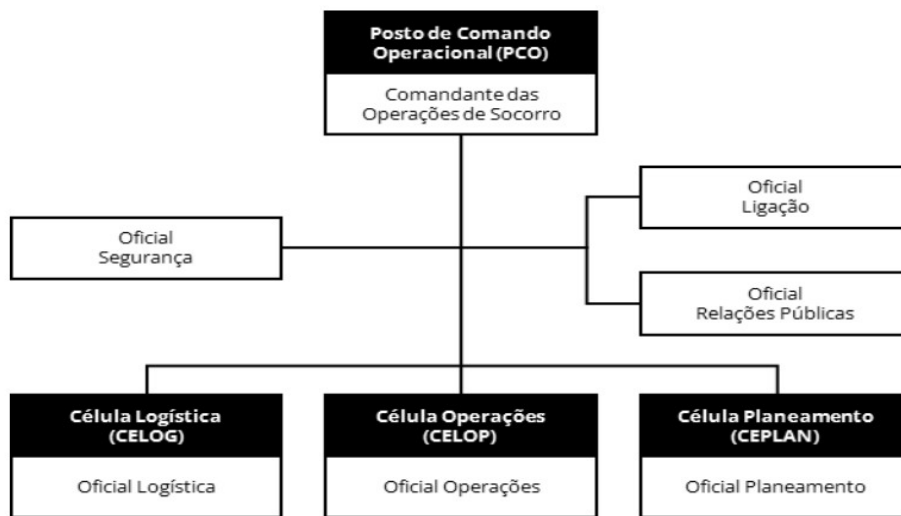 Posto de Comando
Operacional (PCO)
Comandante das
Operações de Socorro
Oficial
Ligação
Oficial
Segurança
Oficial
Relações Públicas
Célula Logística
(CELOG)
Oficial Logística
Célula Operações
(CELOP)
Oficial Operações
Célula Planeamento
(CEPLAN)
Oficial Planeamento